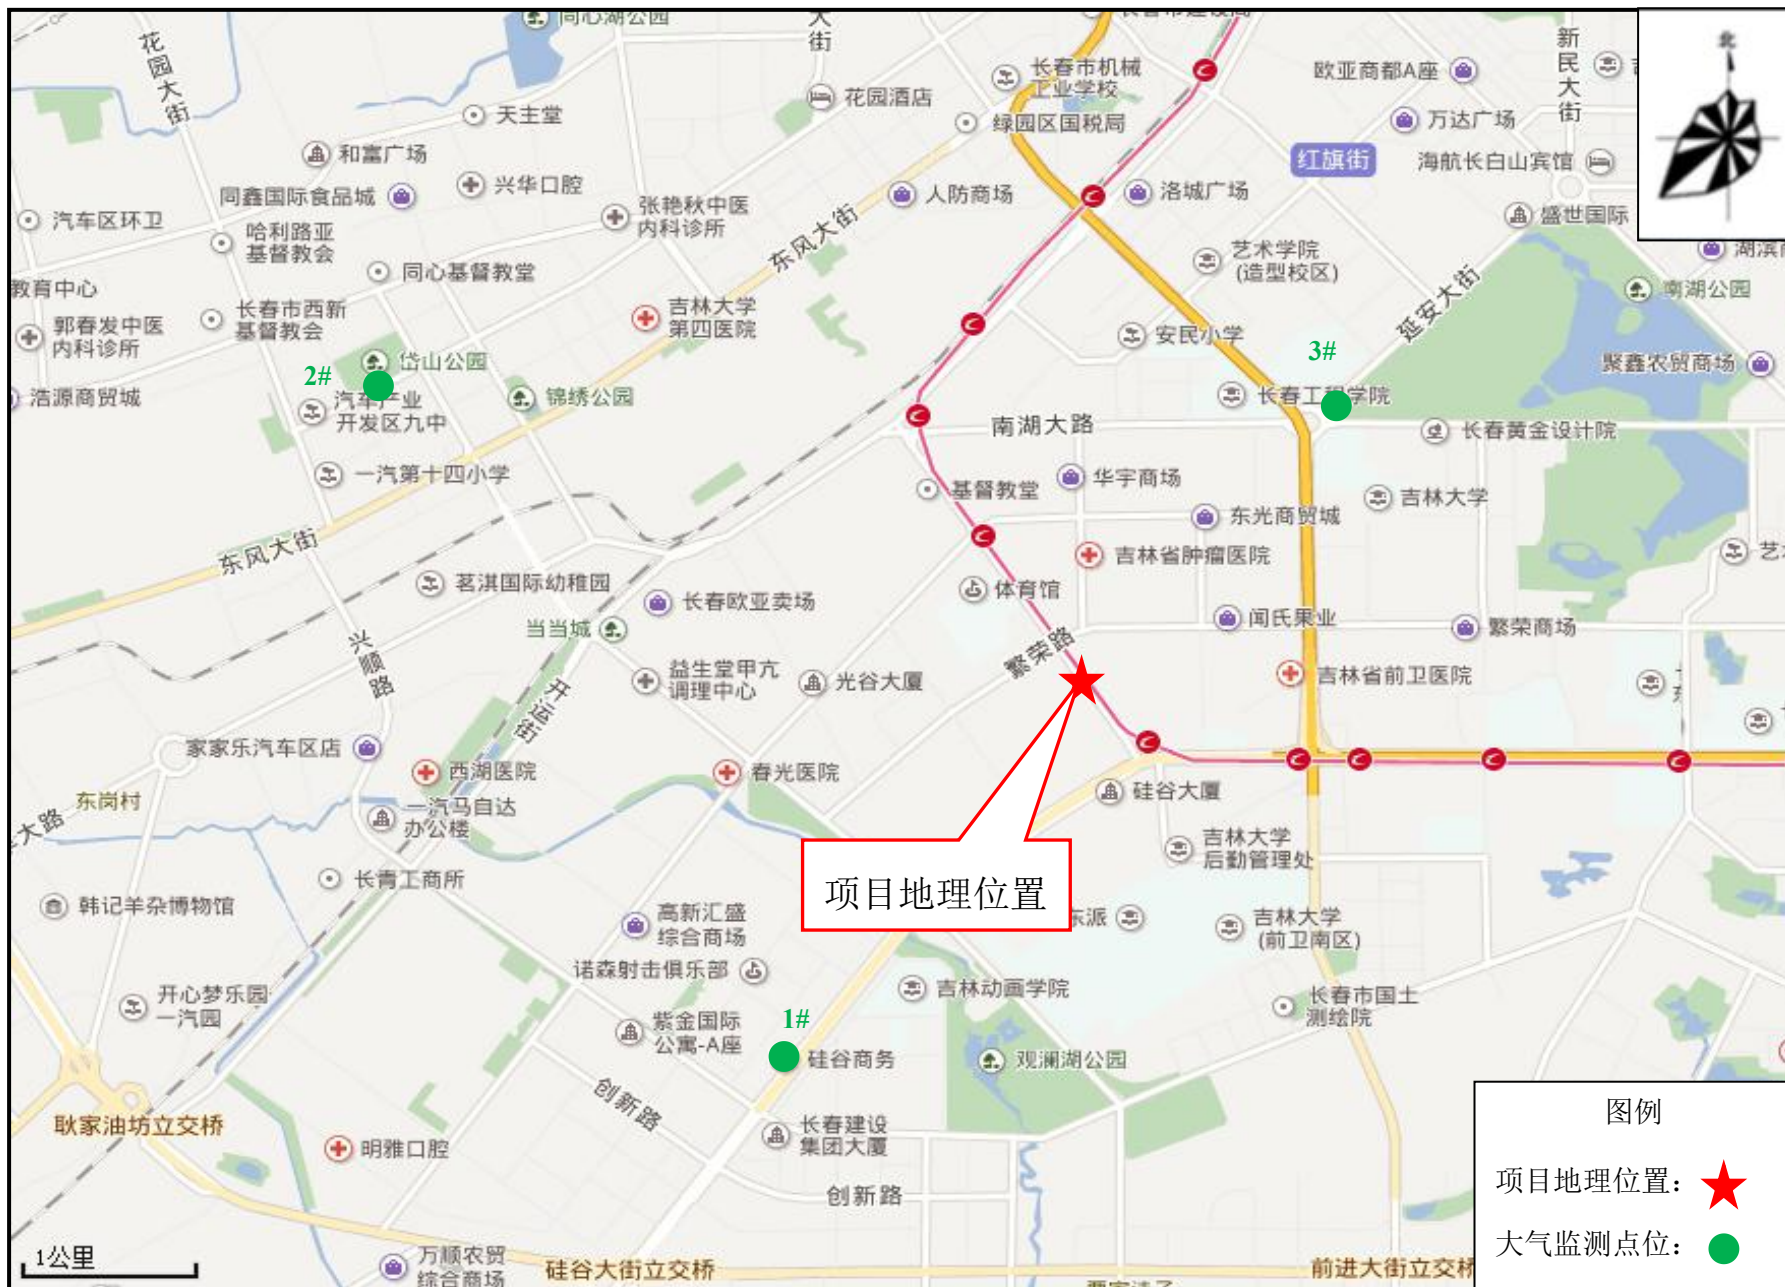 同心湖公园
大街
花园大街
长春市机械
工业学校
欧亚商都A座
新民大街
北
天主堂
花园酒店
绿园区国税局
万达广场
和富广场
红旗街
海航长白山宾馆
同鑫国际食品城
兴华口腔
张艳秋中医
内科诊所
人防商场
洛城广场
盛世国际
汽车区环卫
哈利路亚
基督教会
东风大街
艺术学院
(造型校区)
同心基督教堂
教育中心
南湖公园
长春市西新
基督教会
吉林大学
第四医院
延安大街
郭春发中医
内科诊所
安民小学
3#
岱山公园
聚鑫农贸商场
2#
浩源商贸城
汽车产业
开发区九中
锦绣公园
长春工程学院
南湖大路
长春黄金设计院
一汽第十四小学
基督教堂
华宇商场
吉林大学
东光商贸城
东风大街
吉林省肿瘤医院
茗淇国际幼稚园
长春欧亚卖场
体育馆
当当城
闻氏果业
繁荣商场
兴顺路
繁荣路
益生堂甲亢
调理中心
光谷大厦
吉林省前卫医院
开运街
家家乐汽车区店
西湖医院
春光医院
东岗村
硅谷大厦
大路
一汽马自达
办公楼
吉林大学
后勤管理处
长青工商所
项目地理位置
韩记羊杂博物馆
高新汇盛
综合商场
东派
吉林大学
(前卫南区)
诺森射击俱乐部
吉林动画学院
开心梦乐园
一汽园
长春市国土
测绘院
紫金国际
公寓-A座
1#
硅谷商务
观澜湖公园
创新路
耿家油坊立交桥
长春建设
集团大厦
图例
明雅口腔
项目地理位置：
创新路
大气监测点位：
1公里
万顺农贸
综合商场
硅谷大街立交桥
前进大街立交桥